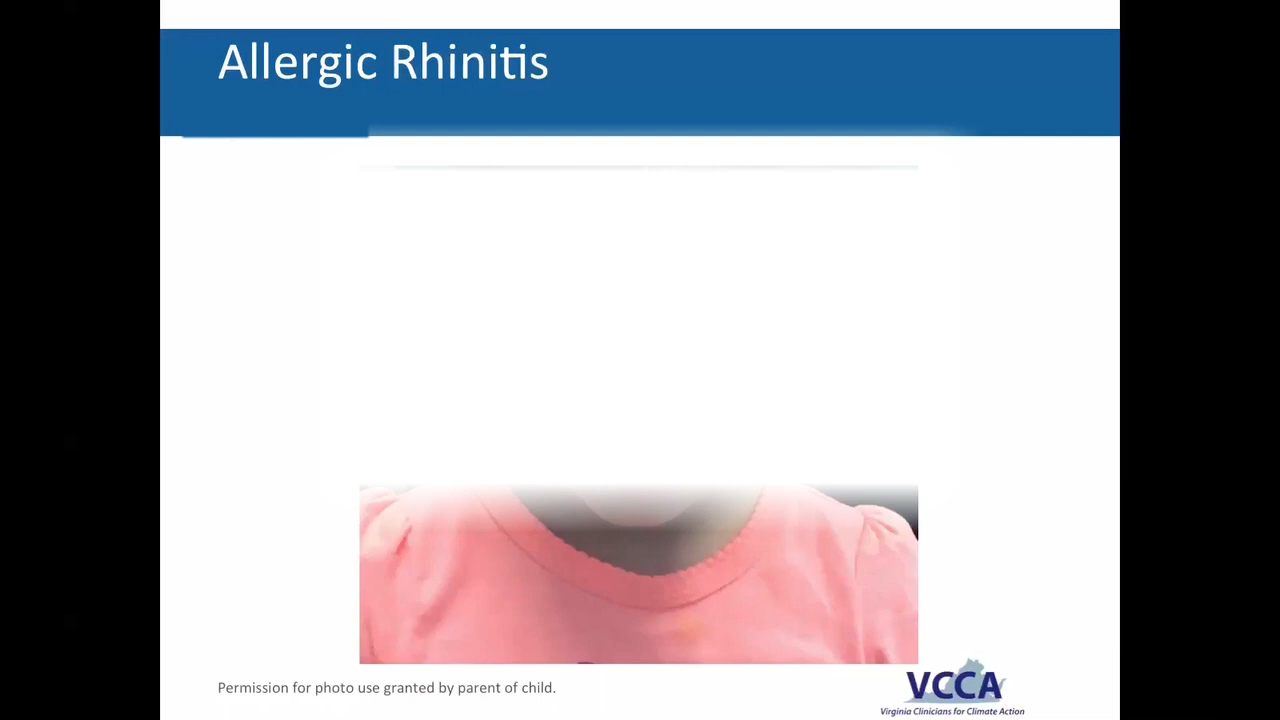 Allergic Rhinitis
Permission for photo use granted by parent of child.
VCCA
Virginia Clinicians for Climate Action